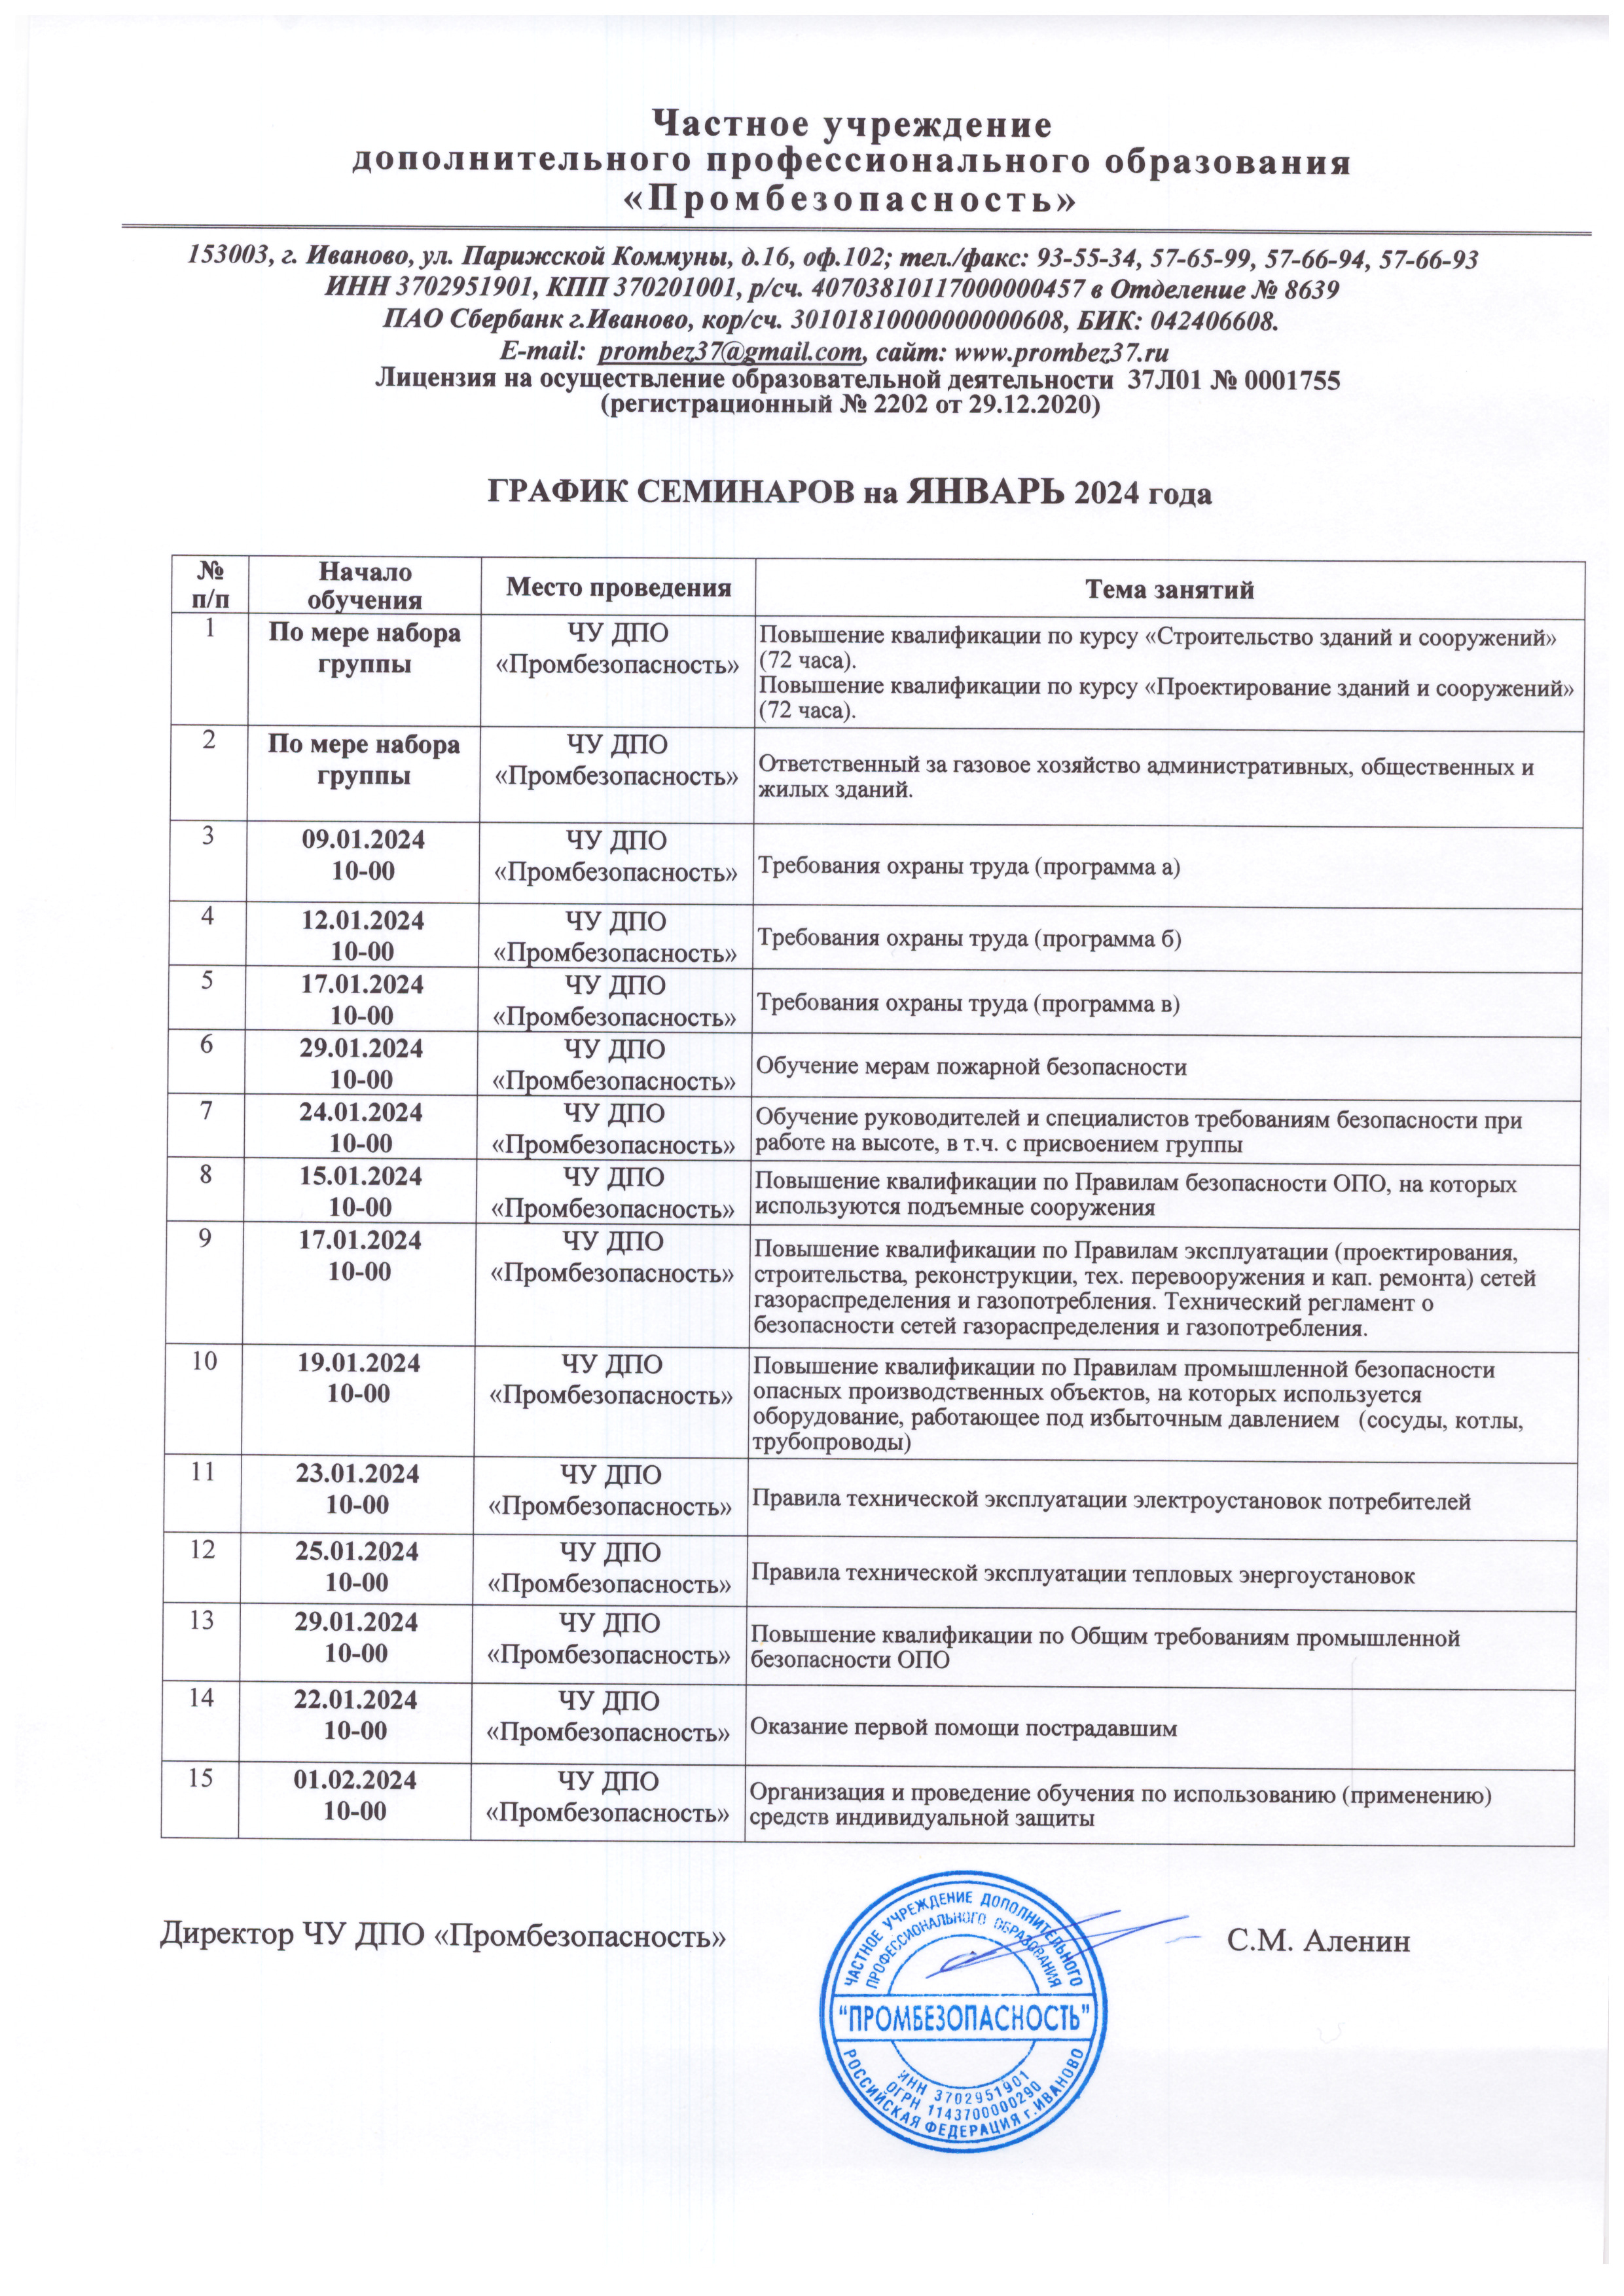 Частное учреждение
дополнительного профессионального образования
«Промбезопасность»
153003, г. Иваново, ул. Парижской Коммуны, д.16, оф.102; тел./факс: 93-55-34, 57-65-99, 57-66-94, 57-66-93
ИНН 3702951901, КПП 370201001, р/сч. 40703810117000000457 в Отделение № 8639
ПАО Сбербанк г.Иваново, кор/сч. 30101810000000000608, БИК: 042406608.
E-mail: prombez37@gmail.com, сайт: www.prombez37.ru
Лицензия на осуществление образовательной деятельности 37Л01 № 0001755
(регистрационный № 2202 от 29.12.2020)
ГРАФИК СЕМИНАРОВ на ЯНВАРЬ 2024 года
№
п/п
Начало
обучения
Место проведения
Тема занятий
1
По мере набора
группы
ЧУ ДПО
«Промбезопасность»
Повышение квалификации по курсу «Строительство зданий и сооружений»
(72 часа).
Повышение квалификации по курсу «Проектирование зданий и сооружений»
(72 часа).
2
По мере набора
группы
ЧУ ДПО
«Промбезопасность»
Ответственный за газовое хозяйство административных, общественных и
жилых зданий.
3
09.01.2024
10-00
ЧУ ДПО
«Промбезопасность»
Требования охраны труда (программа а)
4
12.01.2024
10-00
ЧУ ДПО
«Промбезопасность»
Требования охраны труда (программа б)
5
17.01.2024
10-00
ЧУ ДПО
«Промбезопасность»
Требования охраны труда (программа в)
6
29.01.2024
10-00
ЧУ ДПО
«Промбезопасность»
Обучение мерам пожарной безопасности
7
24.01.2024
10-00
ЧУ ДПО
«Промбезопасность»
Обучение руководителей и специалистов требованиям безопасности при
работе на высоте, в т.ч. с присвоением группы
8
15.01.2024
10-00
ЧУ ДПО
«Промбезопасность»
Повышение квалификации по Правилам безопасности ОПО, на которых
используются подъемные сооружения
9
17.01.2024
10-00
ЧУ ДПО
«Промбезопасность»
Повышение квалификации по Правилам эксплуатации (проектирования,
строительства, реконструкции, тех. перевооружения и кап. ремонта) сетей
газораспределения и газопотребления. Технический регламент о
безопасности сетей газораспределения и газопотребления.
10
19.01.2024
10-00
ЧУ ДПО
«Промбезопасность»
Повышение квалификации по Правилам промышленной безопасности
опасных производственных объектов, на которых используется
оборудование, работающее под избыточным давлением (сосуды, котлы,
трубопроводы)
11
23.01.2024
10-00
ЧУ ДПО
«Промбезопасность»
Правила технической эксплуатации электроустановок потребителей
12
25.01.2024
10-00
ЧУ ДПО
«Промбезопасность»
Правила технической эксплуатации тепловых энергоустановок
13
29.01.2024
10-00
ЧУ ДПО
«Промбезопасность»
Повышение квалификации по Общим требованиям промышленной
безопасности ОПО
14
22.01.2024
10-00
ЧУ ДПО
«Промбезопасность»
Оказание первой помощи пострадавшим
15
01.02.2024
10-00
ЧУ ДПО
«Промбезопасность»
Организация и проведение обучения по использованию (применению)
средств индивидуальной защиты
Директор ЧУ ДПО «Промбезопасность»
С.М. Аленин
ЧАСТНОЕ УЧРЕЖДЕНИЕ ДОПОЛНИТЕЛЬНОГО
ПРОФЕССИОНАЛЬНОГО ОБРАЗОВАНИЯ
"ПРОМБЕЗОПАСНОСТЬ"
ИНН 3702951901
ОГРН 1143700000290
РОССИЙСКАЯ ФЕДЕРАЦИЯ г.ИВАНОВО